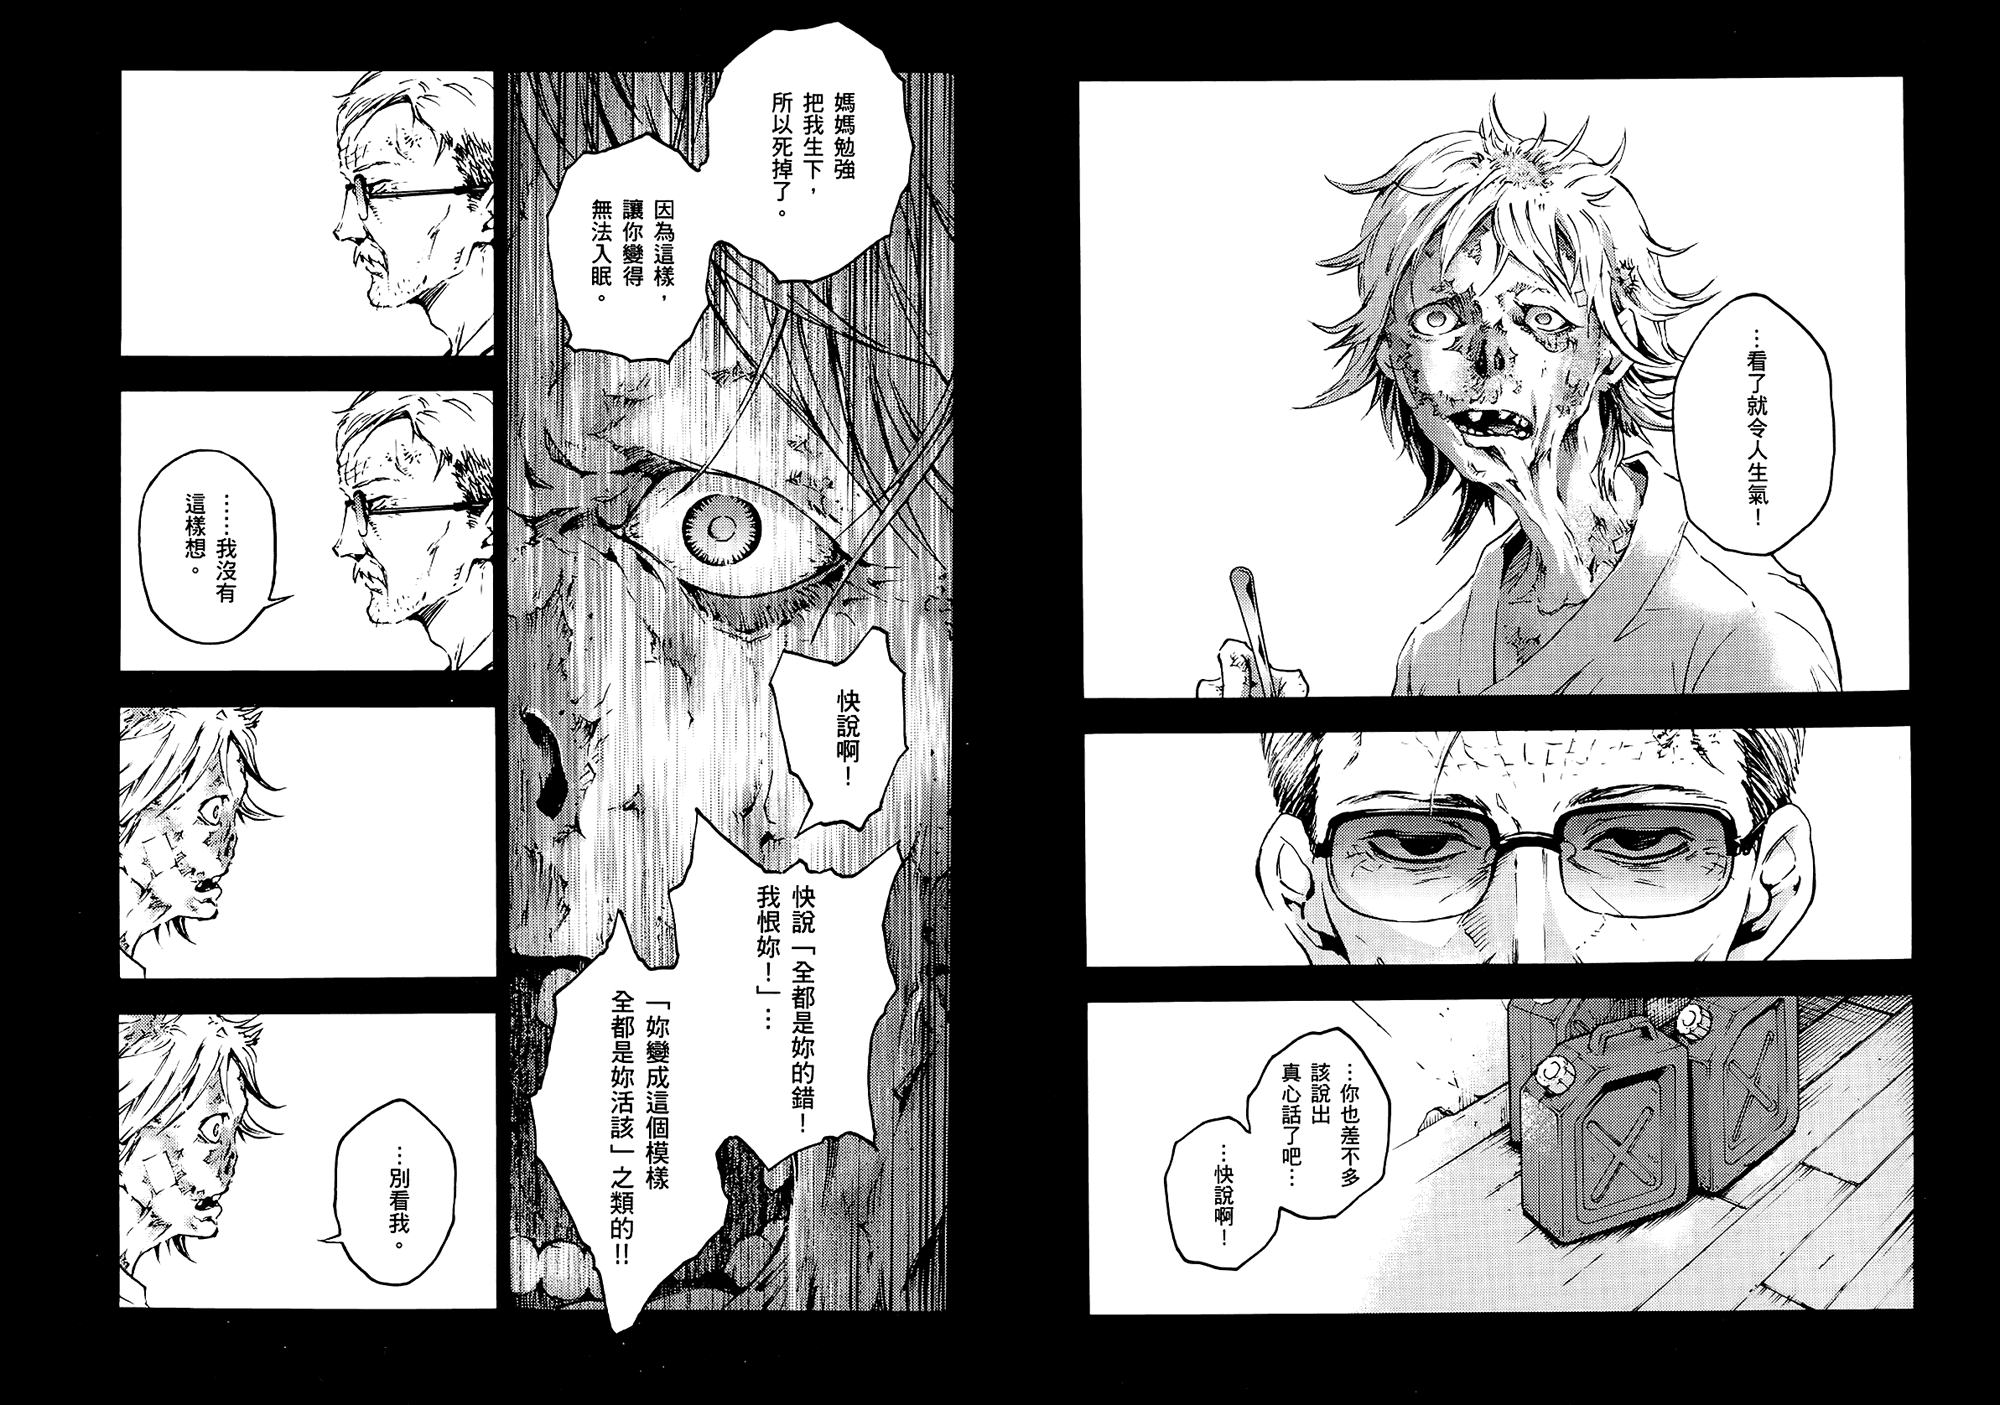 …看了就令人生氣！
…你也差不多
該說出
真心話了吧…
…快說啊！
媽媽勉強
把我生下，
所以死掉了。
因為這樣，
讓你變得
無法入眠。
快說啊！
快說「全都是妳的錯！
我恨妳！」…
「妳變成這個模樣
全都是妳活該」之類的!!
……我沒有
這樣想。
…別看我。